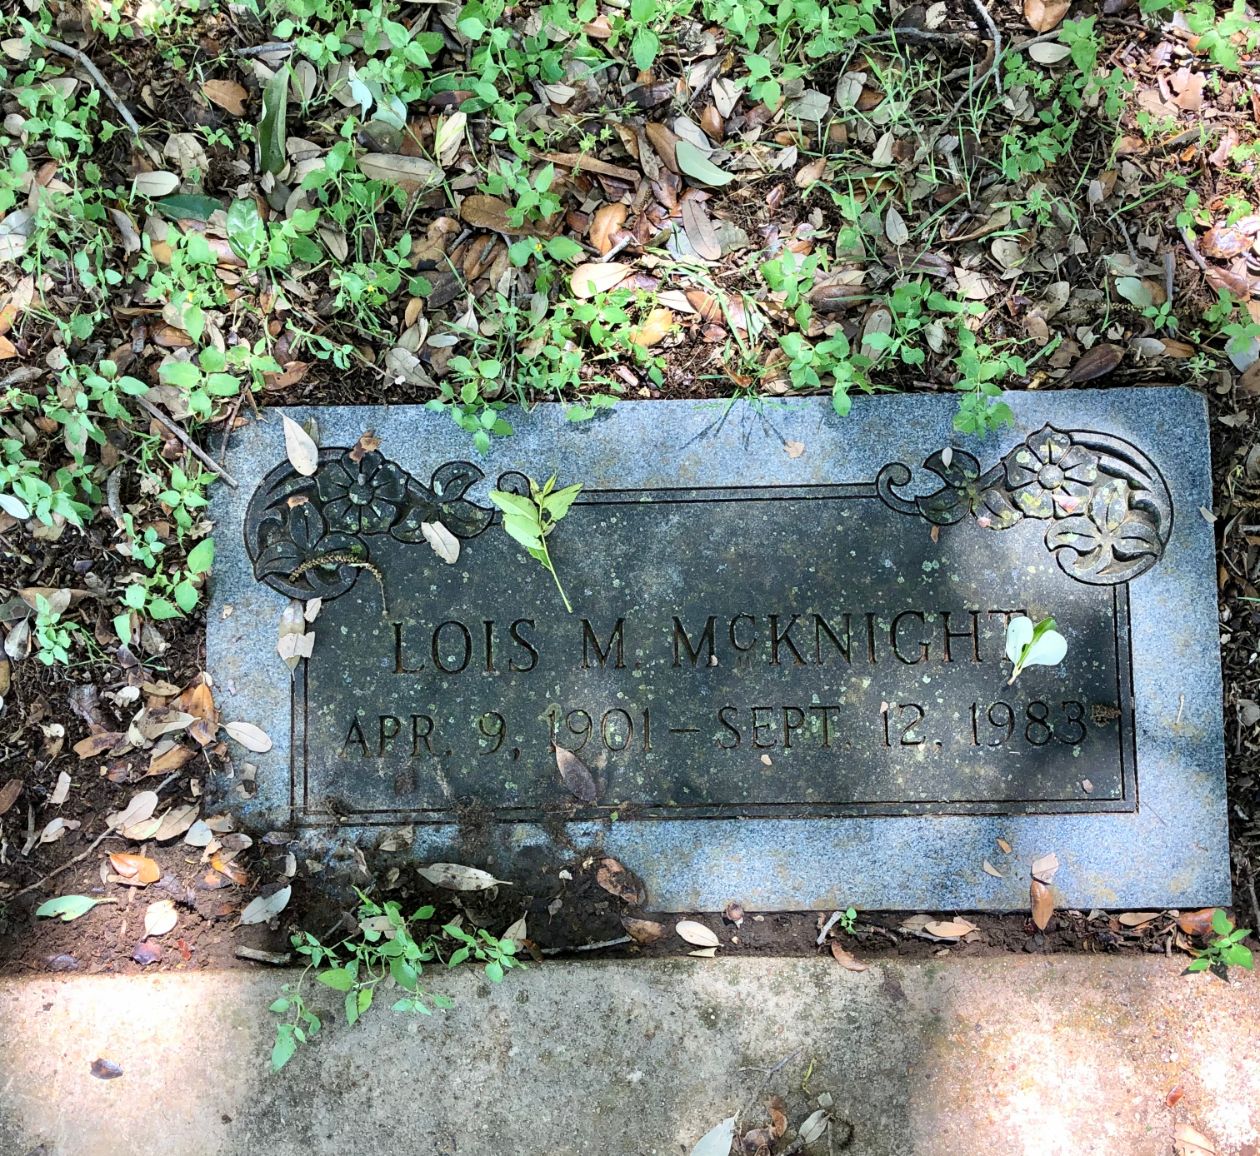 LOIS M. McKNIGHT
APR. 9, 1901 – SEPT. 12, 1983